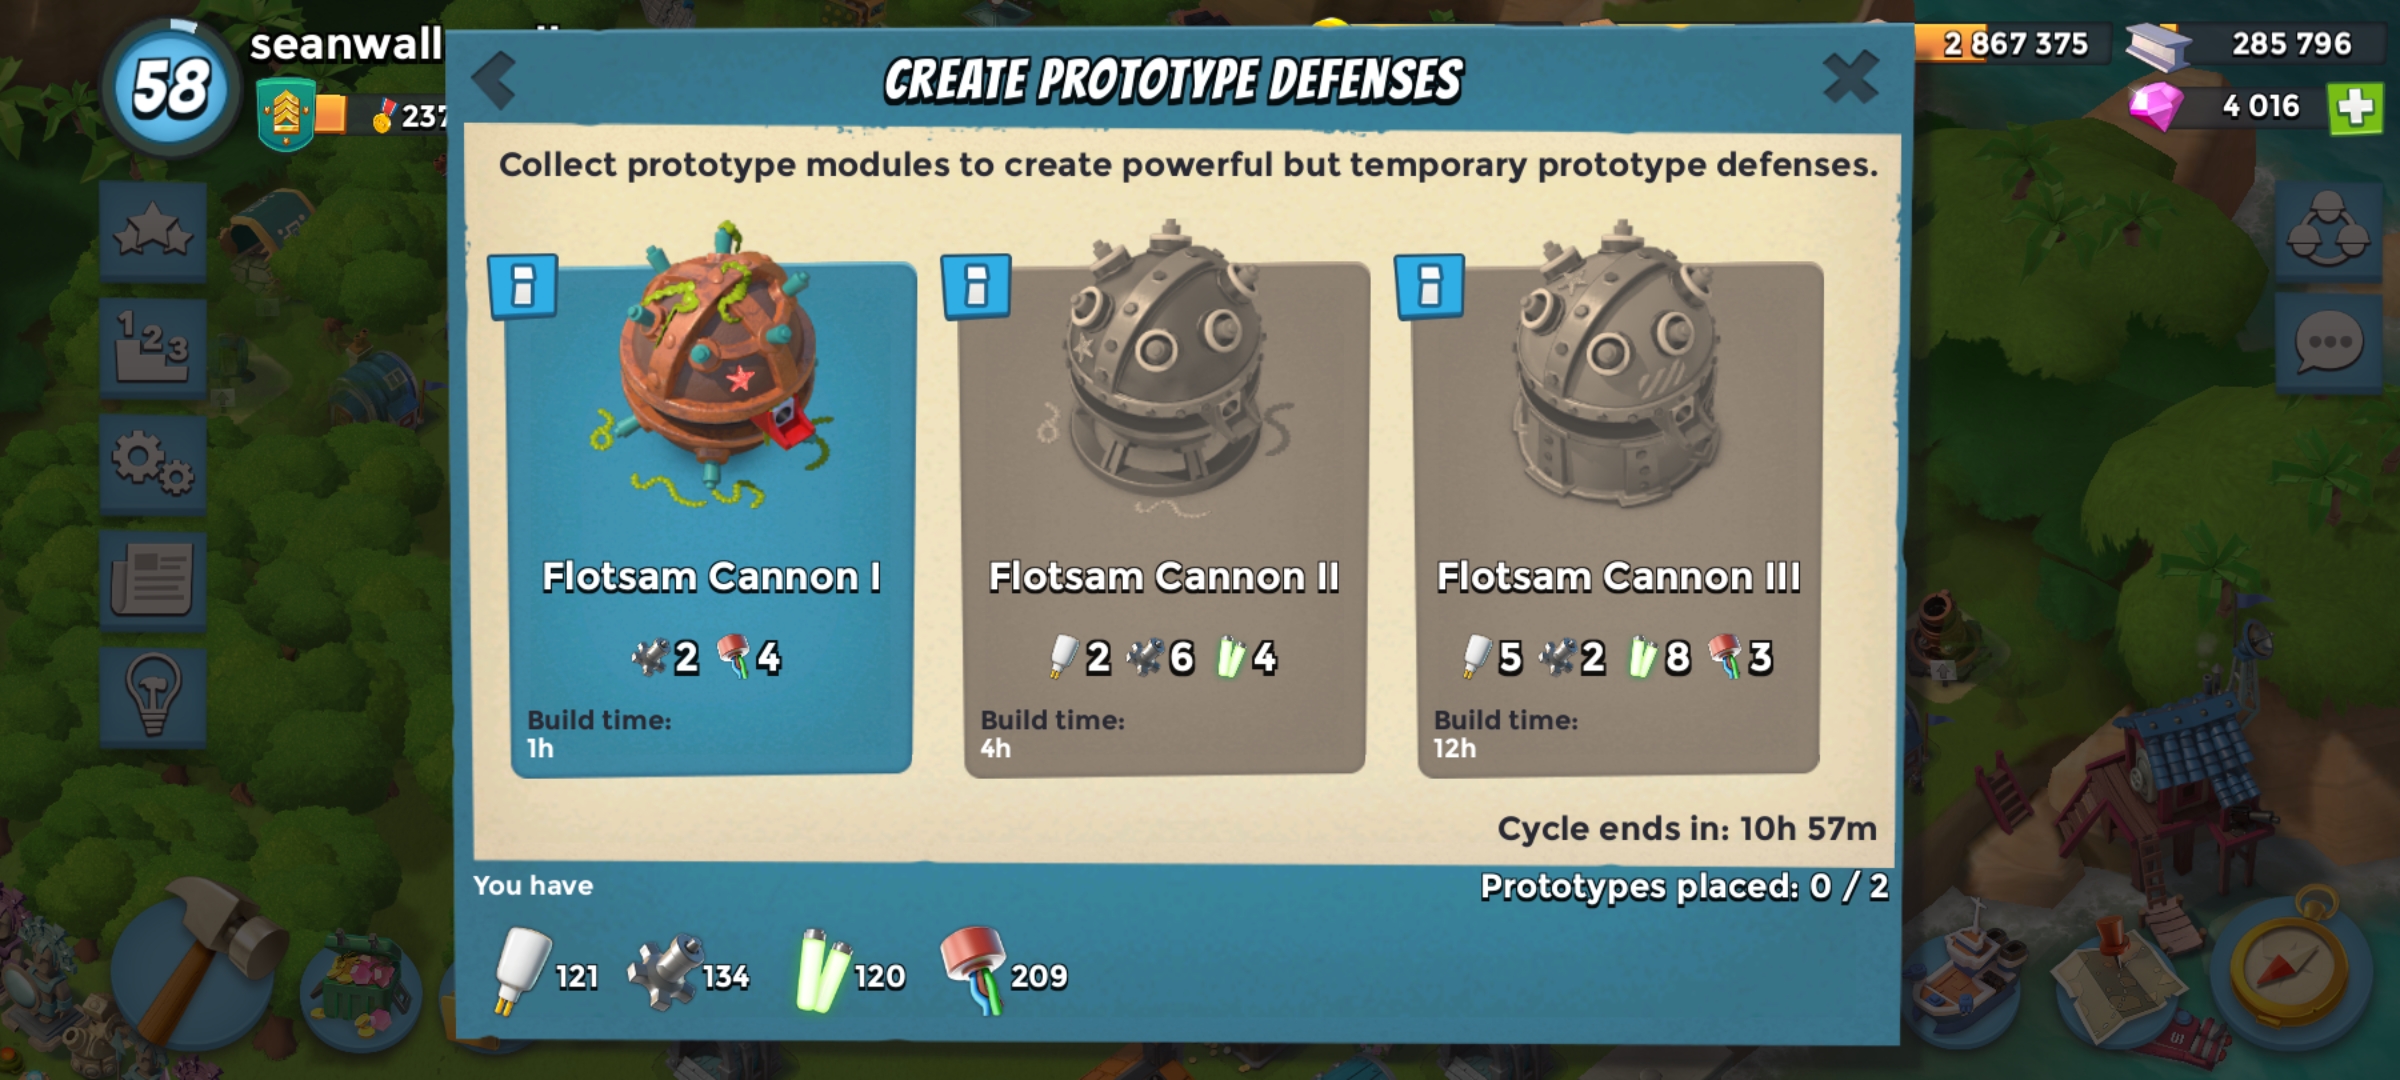 58
seanwall
237
2 867 375
285 796
4 016
CREATE PROTOTYPE DEFENSES
Collect prototype modules to create powerful but temporary prototype defenses.
i
i
i
1 2 3
Flotsam Cannon I
Flotsam Cannon II
Flotsam Cannon III
2 4
2 6 4
5 2 8 3
Build time:
1h
Build time:
4h
Build time:
12h
Cycle ends in: 10h 57m
You have
Prototypes placed: 0 / 2
121 134 120 209